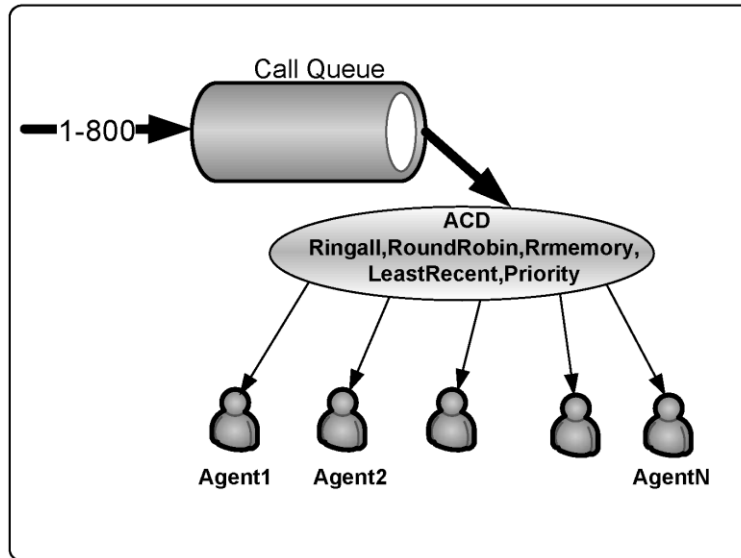 Call Queue
1-800
ACD
Ringall,RoundRobin,Rrmemory,
LeastRecent,Priority
Agent1
Agent2
AgentN